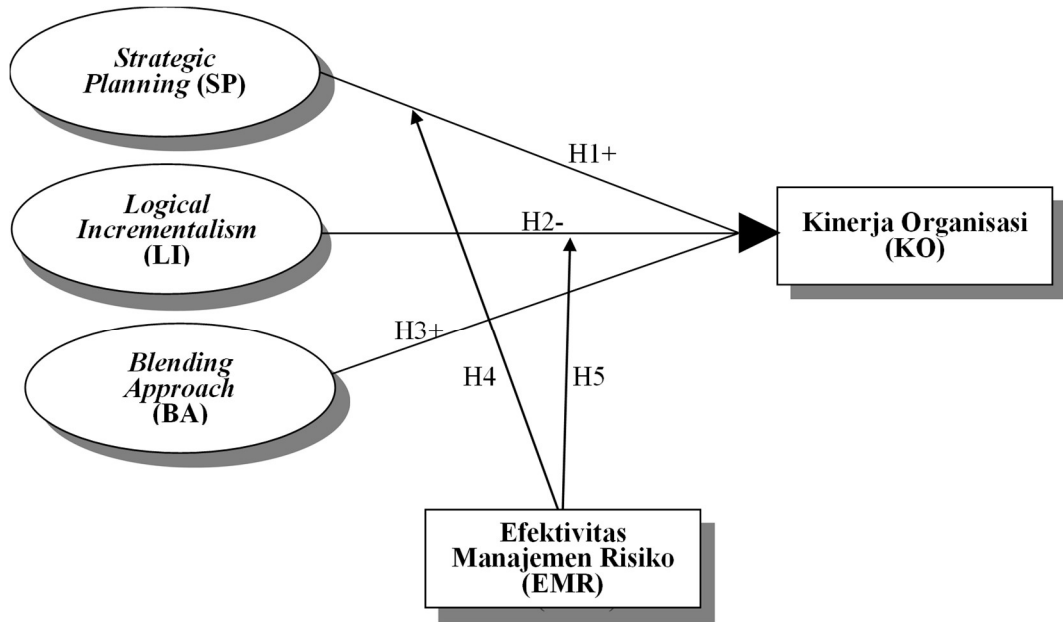 Strategic
Planning (SP)
H1+
Logical
Incrementalism
(LI)
H2-
Kinerja Organisasi
(KO)
Blending
Approach
(BA)
H3+
H4
H5
Efektivitas
Manajemen Risiko
(EMR)